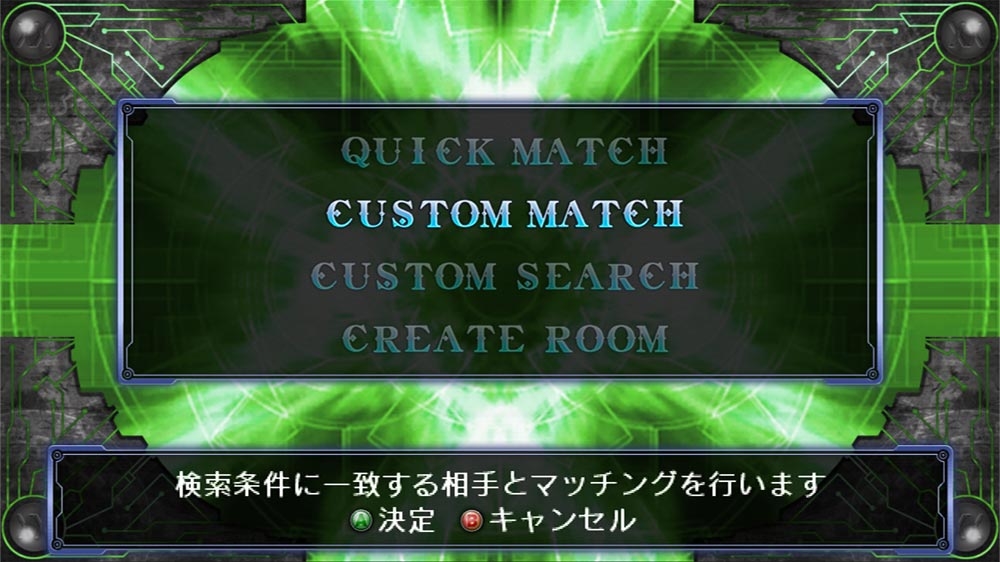 QUICK MATCH
CUSTOM MATCH
CUSTOM SEARCH
CREATE ROOM
検索条件に一致する相手とマッチングを行います
A 決定 B キャンセル